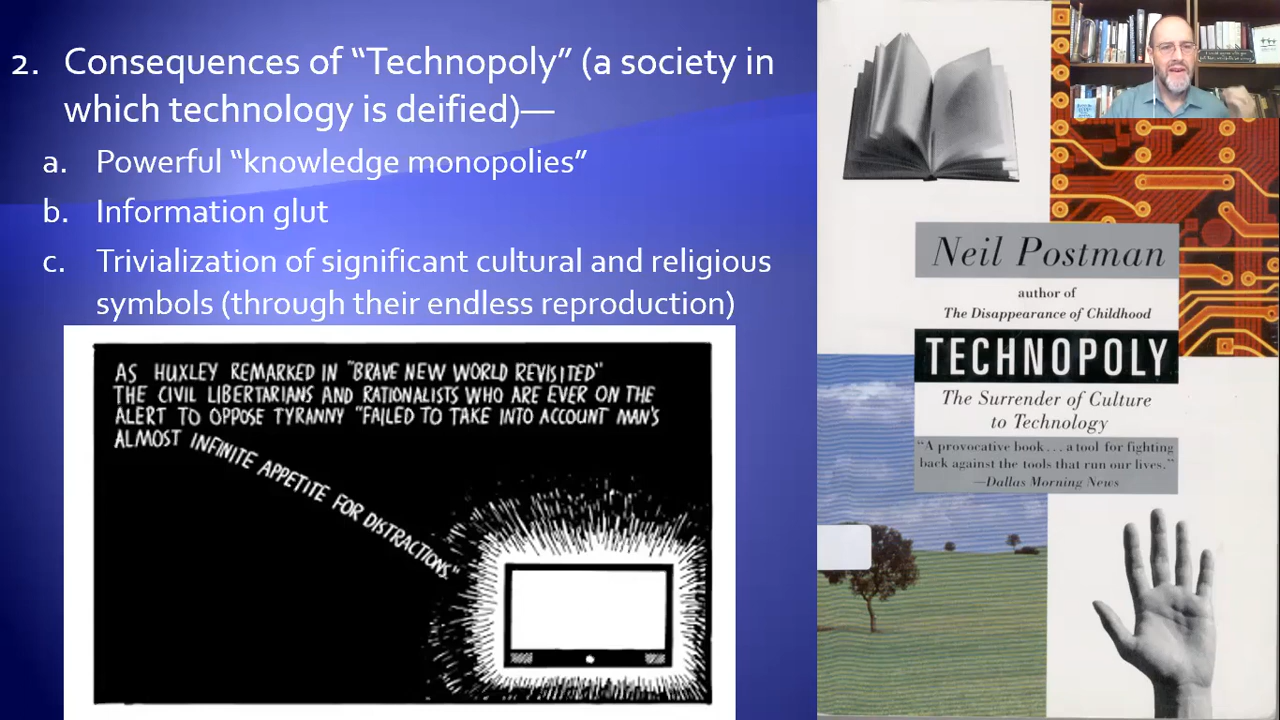 2. Consequences of “Technopoly” (a society in
which technology is deified)—
a. Powerful “knowledge monopolies”
b. Information glut
c. Trivialization of significant cultural and religious
symbols (through their endless reproduction)
AS HUXLEY REMARKED IN "BRAVE NEW WORLD REVISITED"
THE CIVIL LIBERTARIANS AND RATIONALISTS WHO ARE EVER ON THE
ALERT TO OPPOSE TYRANNY "FAILED TO TAKE INTO ACCOUNT MAN'S
ALMOST INFINITE APPETITE FOR DISTRACTIONS."
Neil Postman
author of
The Disappearance of Childhood
TECHNOPOLY
The Surrender of Culture
to Technology
“A provocative book . . . a tool for fighting
back against the tools that run our lives.”
—Dallas Morning News